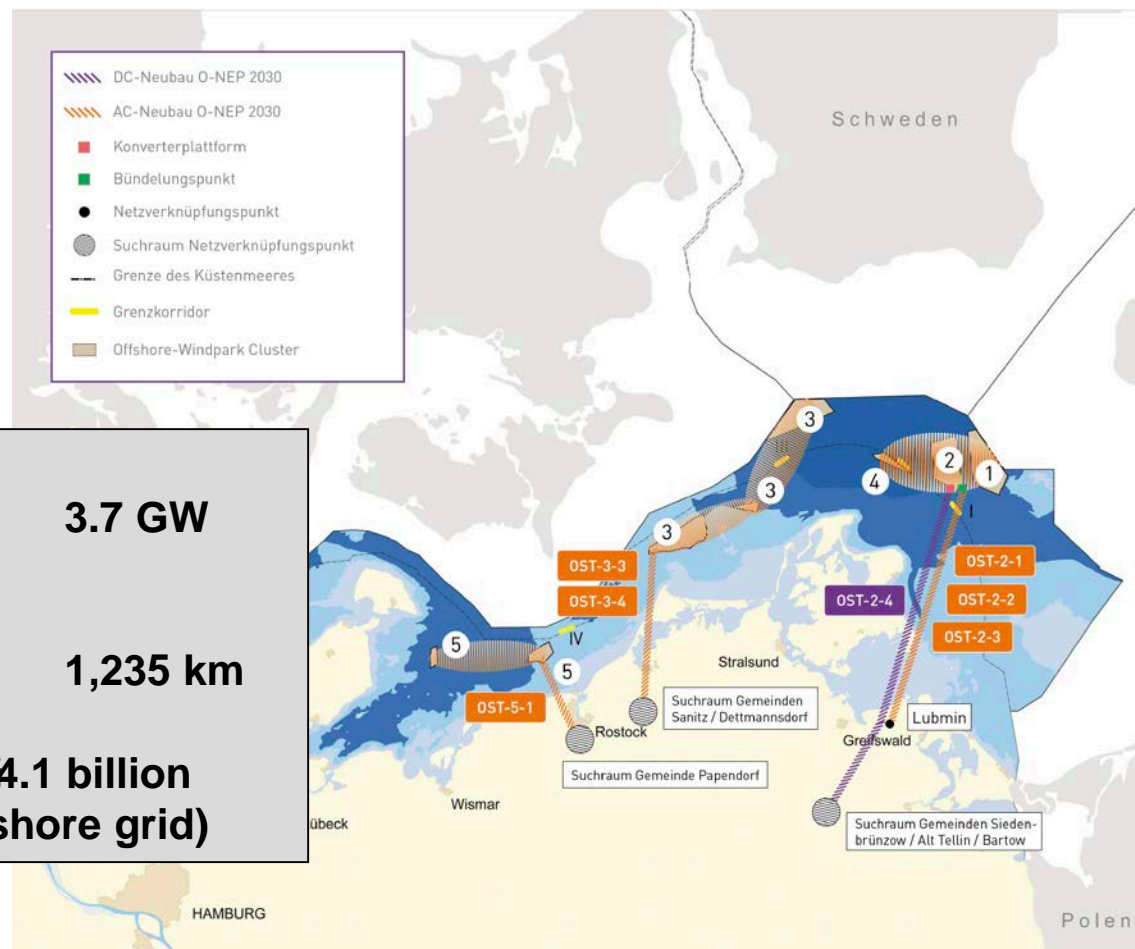 DC-Neubau O-NEP 2030
AC-Neubau O-NEP 2030
Konverterplattform
Bündelungspunkt
Netzverknüpfungspunkt
Suchraum Netzverknüpfungspunkt
Grenze des Küstenmeeres
Grenzkorridor
Offshore-Windpark Cluster
Schweden
3.7 GW
1,235 km
4.1 billion
shore grid)
3
3
3
4
2
1
I
OST-3-3
OST-3-4
OST-2-1
OST-2-2
OST-2-3
OST-2-4
IV
5
5
OST-5-1
Stralsund
Suchraum Gemeinden
Sanitz / Dettmannsdorf
Rostock
Lubmin
Greifswald
Suchraum Gemeinde Papendorf
Wismar
übeck
Suchraum Gemeinden Sieden-
brünzow / Alt Tellin / Bartow
HAMBURG
Polen